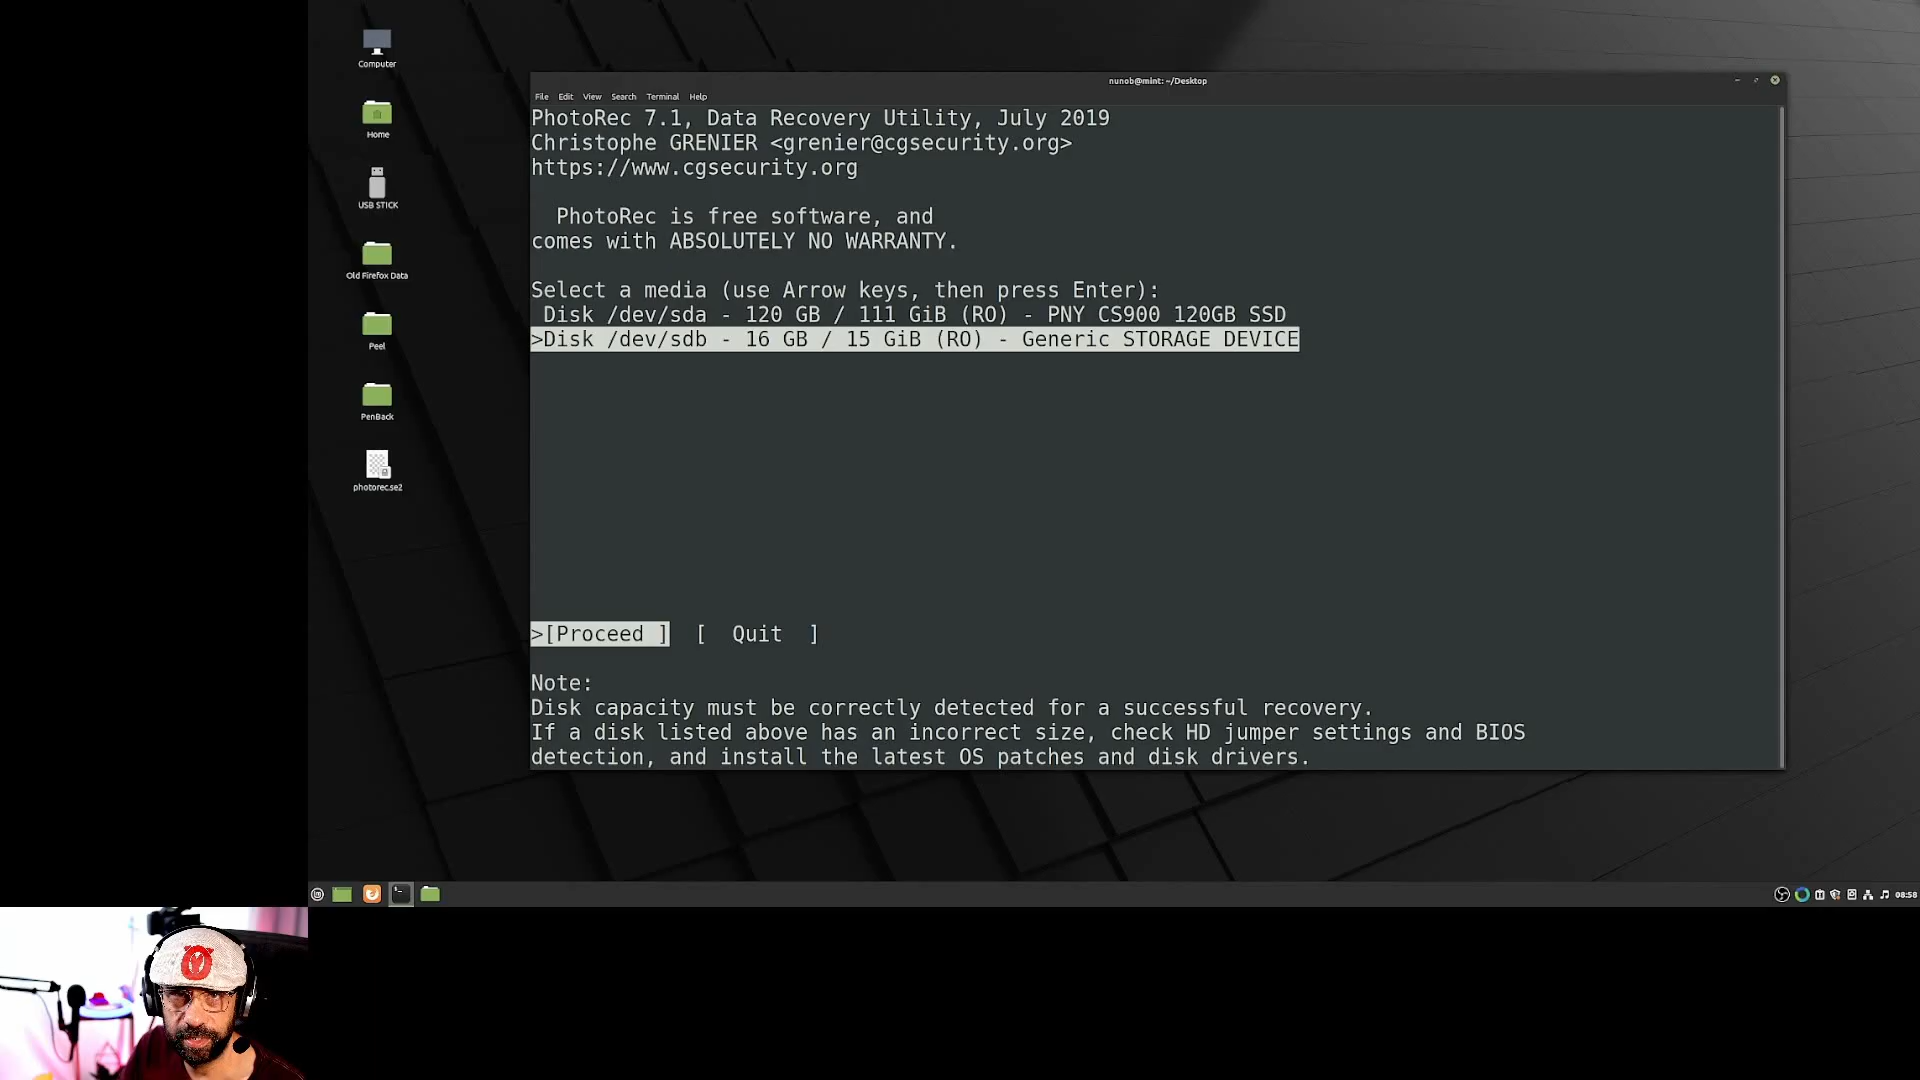 Computer
Home
USB STICK
Old Firefox Data
Peel
PenBack
photorec.se2
nunob@mint: ~/Desktop
File Edit View Search Terminal Help
PhotoRec 7.1, Data Recovery Utility, July 2019
Christophe GRENIER <grenier@cgsecurity.org>
https://www.cgsecurity.org
PhotoRec is free software, and
comes with ABSOLUTELY NO WARRANTY.
Select a media (use Arrow keys, then press Enter):
Disk /dev/sda - 120 GB / 111 GiB (RO) - PNY CS900 120GB SSD
>Disk /dev/sdb - 16 GB / 15 GiB (RO) - Generic STORAGE DEVICE
>[Proceed ] [ Quit ]
Note:
Disk capacity must be correctly detected for a successful recovery.
If a disk listed above has an incorrect size, check HD jumper settings and BIOS
detection, and install the latest OS patches and disk drivers.
08:58